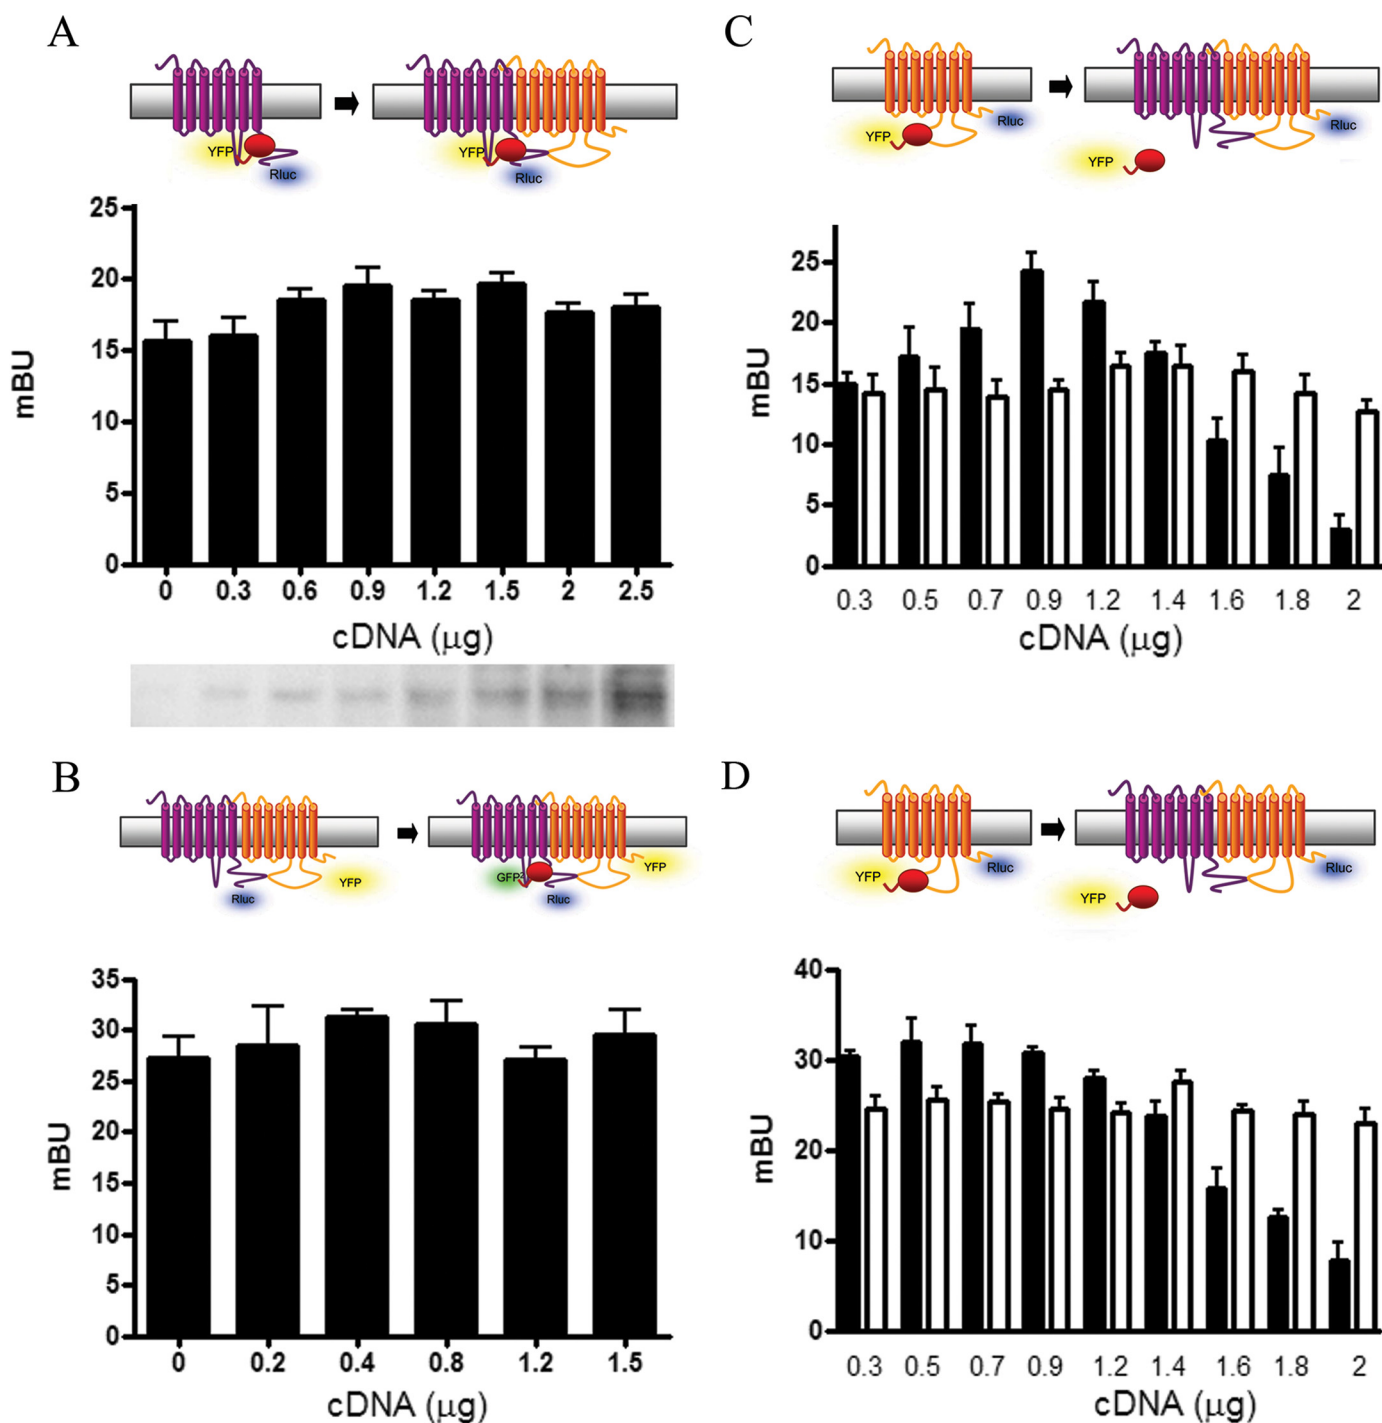 A
YFP
Rluc
YFP
Rluc
25
20
15
10
5
0
mBU
0 0.3 0.6 0.9 1.2 1.5 2 2.5
cDNA (μg)
B
Rluc
YFP
GFP²
Rluc
YFP
35
30
25
20
15
10
5
0
mBU
0 0.2 0.4 0.8 1.2 1.5
cDNA (μg)
C
YFP
Rluc
YFP
Rluc
25
20
15
10
5
0
mBU
0.3 0.5 0.7 0.9 1.2 1.4 1.6 1.8 2
cDNA (μg)
D
YFP
Rluc
YFP
Rluc
40
30
20
10
0
mBU
0.3 0.5 0.7 0.9 1.2 1.4 1.6 1.8 2
cDNA (μg)